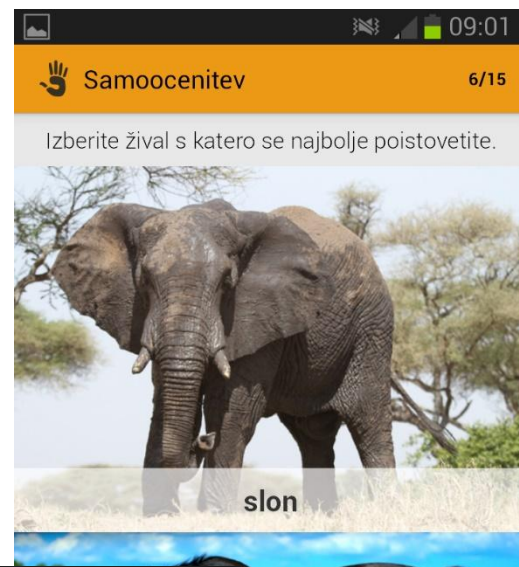 09:01
Samoocenitev
6/15
Izberite žival s katero se najbolje poistovetite.
slon